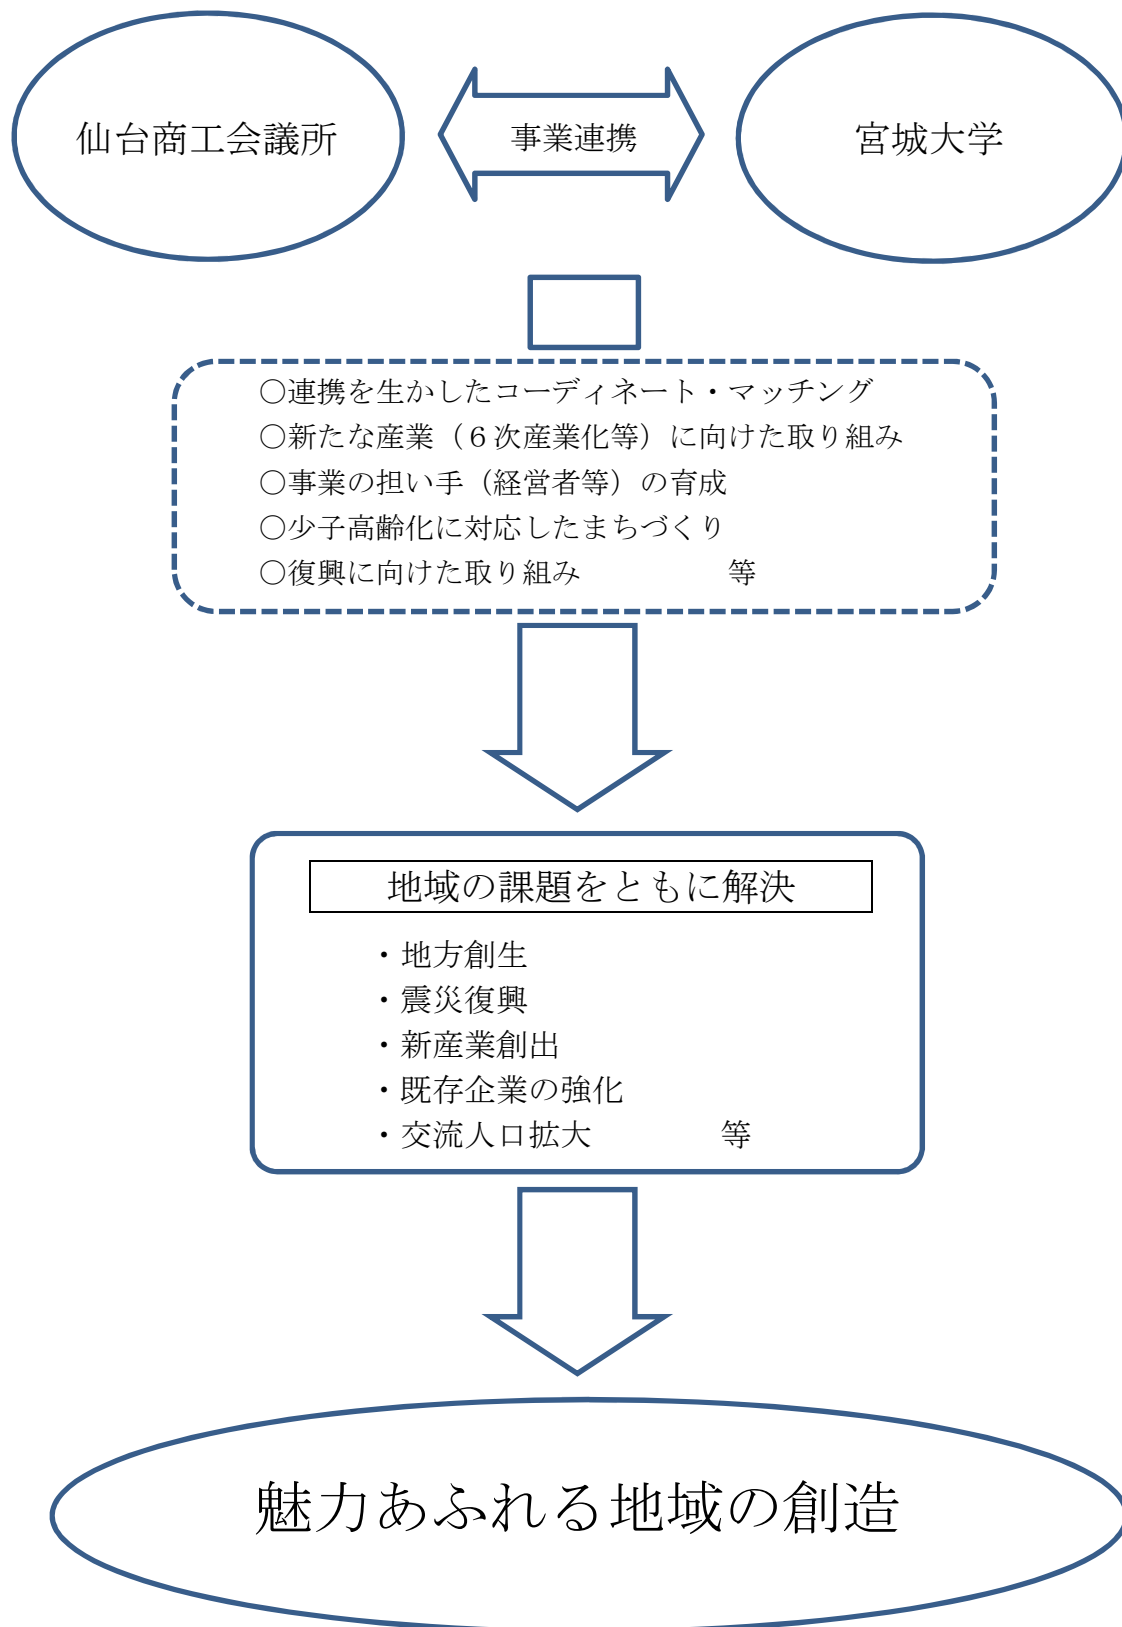 仙台商工会議所
事業連携
宮城大学
○連携を生かしたコーディネート・マッチング
○新たな産業（６次産業化等）に向けた取り組み
○事業の担い手（経営者等）の育成
○少子高齢化に対応したまちづくり
○復興に向けた取り組み　　　　　等
地域の課題をともに解決
・地方創生
・震災復興
・新産業創出
・既存企業の強化
・交流人口拡大　　　　等
魅力あふれる地域の創造